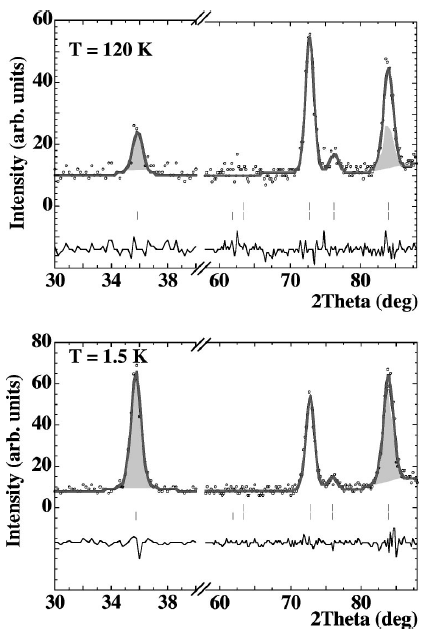 60
T = 120 K
40
20
0
Intensity (arb. units)
30 34 38 60 70 80
2Theta (deg)
80
T = 1.5 K
60
40
20
0
Intensity (arb. units)
30 34 38 60 70 80
2Theta (deg)